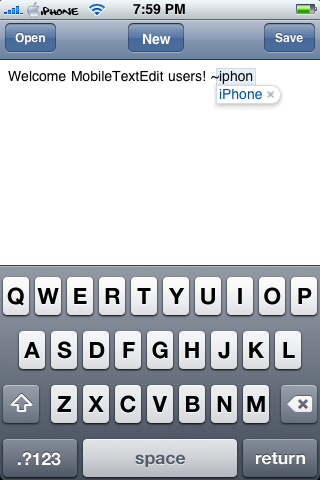 iPHONE 7:59 PM
Open New Save
Welcome MobileTextEdit users! ~iphon
iPhone ×
Q W E R T Y U I O P
A S D F G H J K L
Z X C V B N M
.?123 space return